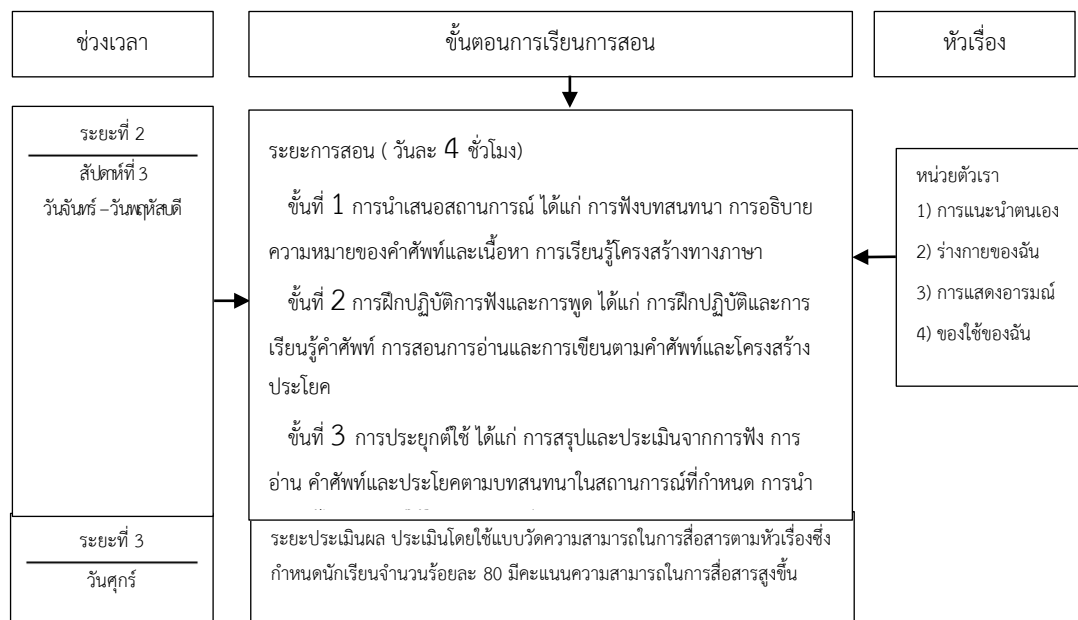 ช่วงเวลา
ขั้นตอนการเรียนการสอน
หัวเรื่อง
ระยะที่ 2
สัปดาห์ที่ 3
วันจันทร์ – วันพฤหัสบดี
ระยะการสอน ( วันละ 4 ชั่วโมง)
ขั้นที่ 1 การนำเสนอสถานการณ์ ได้แก่ การฟังบทสนทนา การอธิบาย
ความหมายของคำศัพท์และเนื้อหา การเรียนรู้โครงสร้างทางภาษา
ขั้นที่ 2 การฝึกปฏิบัติการฟังและการพูด ได้แก่ การฝึกปฏิบัติและการ
เรียนรู้คำศัพท์ การสอนการอ่านและการเขียนตามคำศัพท์และโครงสร้าง
ประโยค
ขั้นที่ 3 การประยุกต์ใช้ ได้แก่ การสรุปและประเมินจากการฟัง การ
อ่าน คำศัพท์และประโยคตามบทสนทนาในสถานการณ์ที่กำหนด การนำ
หน่วยตัวเรา
1) การแนะนำตนเอง
2) ร่างกายของฉัน
3) การแสดงอารมณ์
4) ของใช้ของฉัน
ระยะที่ 3
วันศุกร์
ระยะประเมินผล ประเมินโดยใช้แบบวัดความสามารถในการสื่อสารตามหัวเรื่องซึ่ง
กำหนดนักเรียนจำนวนร้อยละ 80 มีคะแนนความสามารถในการสื่อสารสูงขึ้น